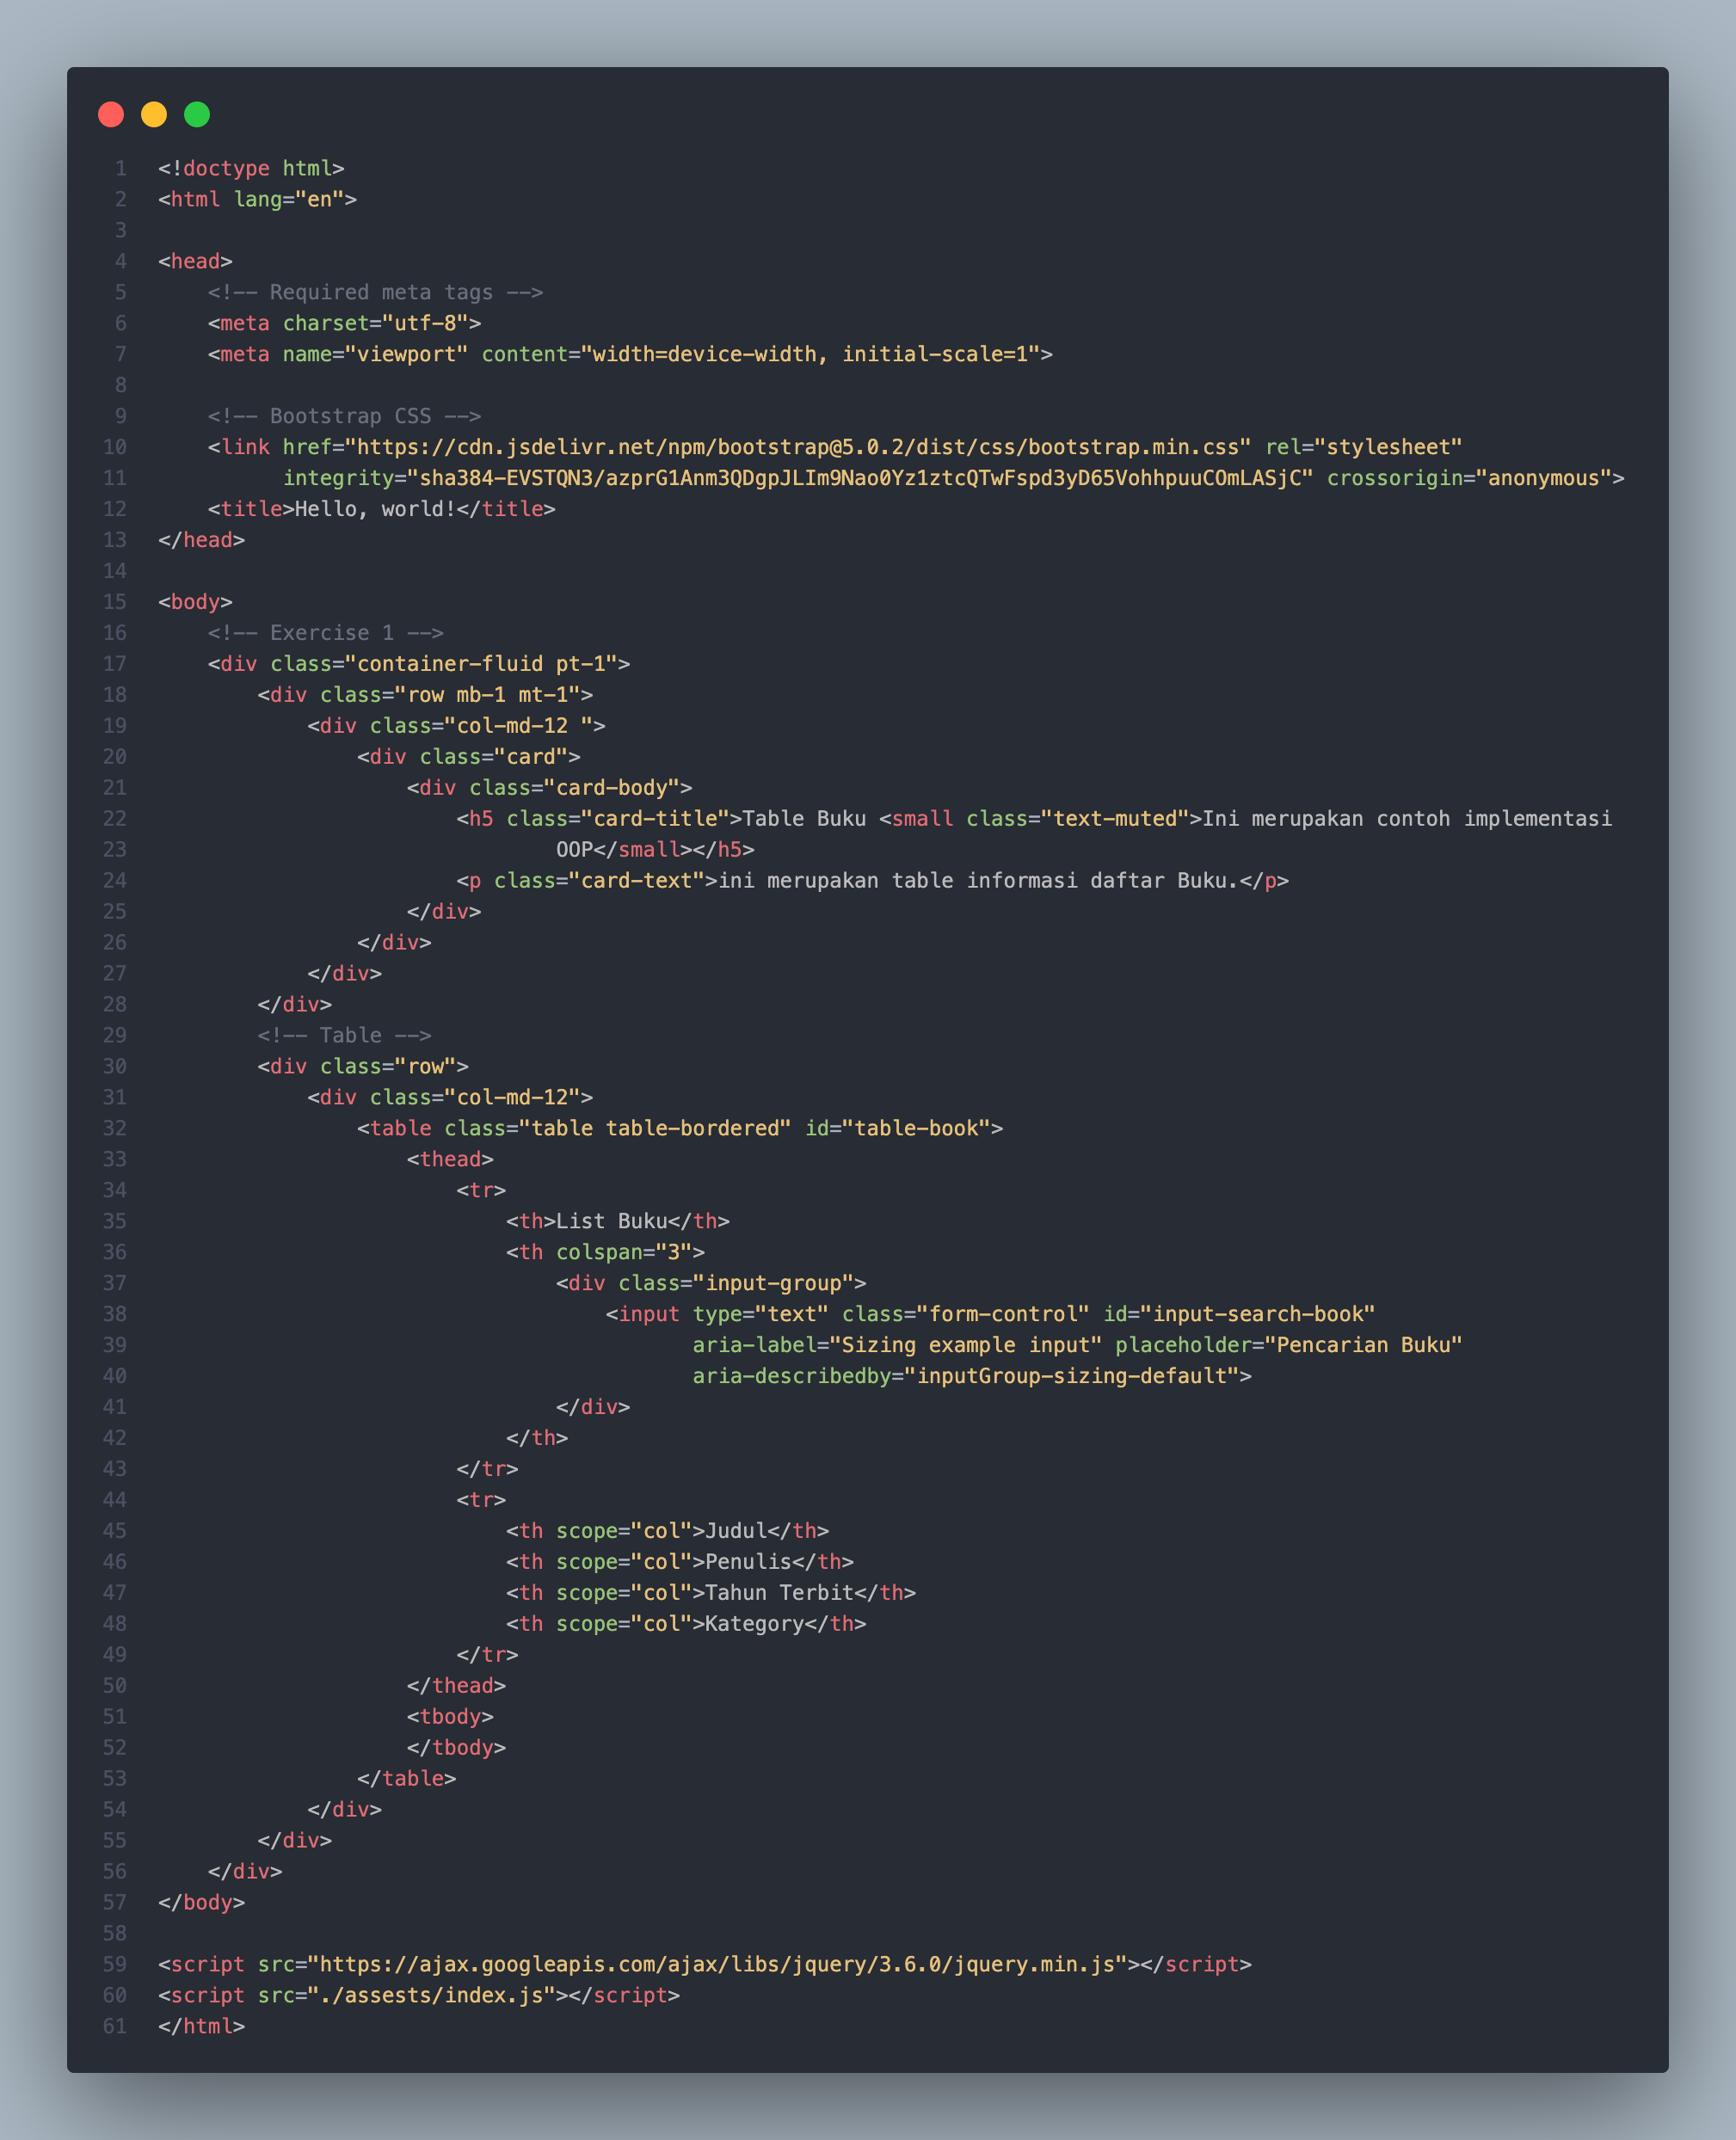 1 <!doctype html>
2 <html lang="en">
3
4 <head>
5     <!-- Required meta tags -->
6     <meta charset="utf-8">
7     <meta name="viewport" content="width=device-width, initial-scale=1">
8
9     <!-- Bootstrap CSS -->
10     <link href="https://cdn.jsdelivr.net/npm/bootstrap@5.0.2/dist/css/bootstrap.min.css" rel="stylesheet"
11           integrity="sha384-EVSTQN3/azprG1Anm3QDgpJLIm9Nao0Yz1ztcQTwFspd3yD65VohhpuuCOmLASjC" crossorigin="anonymous">
12     <title>Hello, world!</title>
13 </head>
14
15 <body>
16     <!-- Exercise 1 -->
17     <div class="container-fluid pt-1">
18         <div class="row mb-1 mt-1">
19             <div class="col-md-12 ">
20                 <div class="card">
21                     <div class="card-body">
22                         <h5 class="card-title">Table Buku <small class="text-muted">Ini merupakan contoh implementasi
23                                 OOP</small></h5>
24                         <p class="card-text">ini merupakan table informasi daftar Buku.</p>
25                     </div>
26                 </div>
27             </div>
28         </div>
29         <!-- Table -->
30         <div class="row">
31             <div class="col-md-12">
32                 <table class="table table-bordered" id="table-book">
33                     <thead>
34                         <tr>
35                             <th>List Buku</th>
36                             <th colspan="3">
37                                 <div class="input-group">
38                                     <input type="text" class="form-control" id="input-search-book"
39                                            aria-label="Sizing example input" placeholder="Pencarian Buku"
40                                            aria-describedby="inputGroup-sizing-default">
41                                 </div>
42                             </th>
43                         </tr>
44                         <tr>
45                             <th scope="col">Judul</th>
46                             <th scope="col">Penulis</th>
47                             <th scope="col">Tahun Terbit</th>
48                             <th scope="col">Kategory</th>
49                         </tr>
50                     </thead>
51                     <tbody>
52                     </tbody>
53                 </table>
54             </div>
55         </div>
56     </div>
57 </body>
58
59 <script src="https://ajax.googleapis.com/ajax/libs/jquery/3.6.0/jquery.min.js"></script>
60 <script src="./assests/index.js"></script>
61 </html>